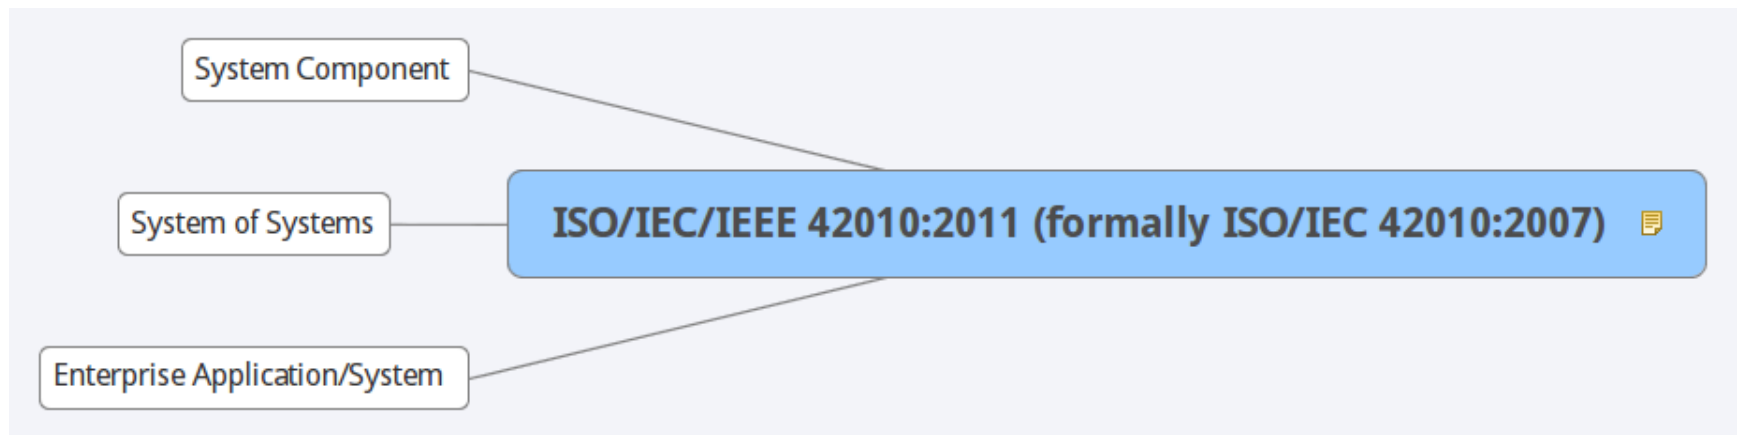 System Component
System of Systems
ISO/IEC/IEEE 42010:2011 (formally ISO/IEC 42010:2007)
Enterprise Application/System